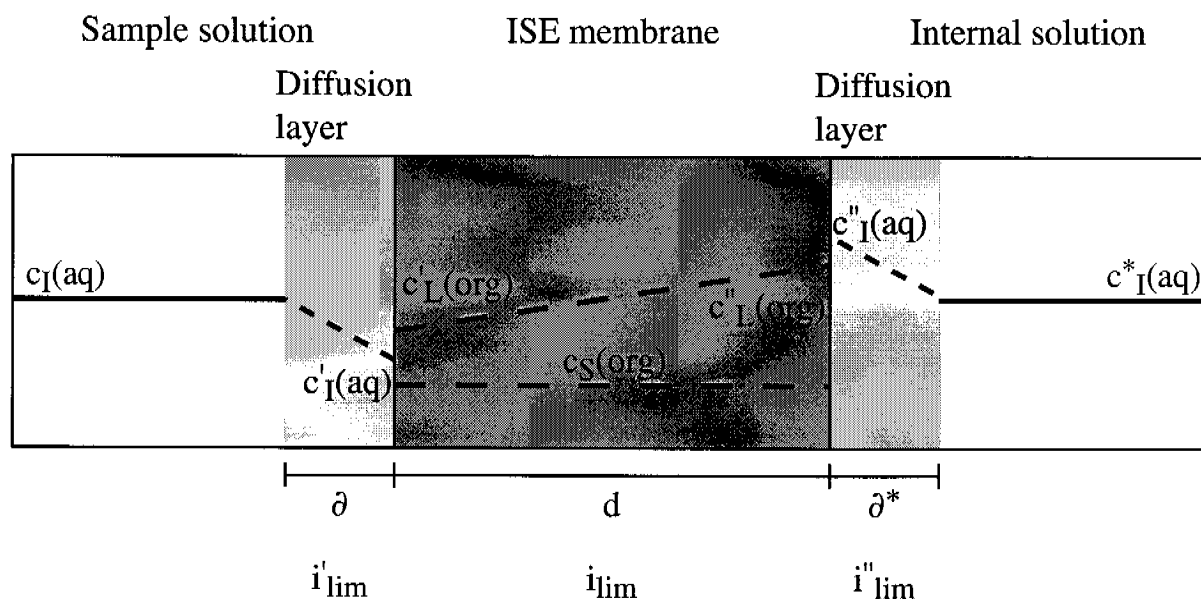 Sample solution
ISE membrane
Internal solution
Diffusion
layer
Diffusion
layer
c"I(aq)
cI(aq)
c'L(org)
c*I(aq)
c"L(org)
cS(org)
c'I(aq)
∂
d
∂*
i'lim
ilim
i"lim